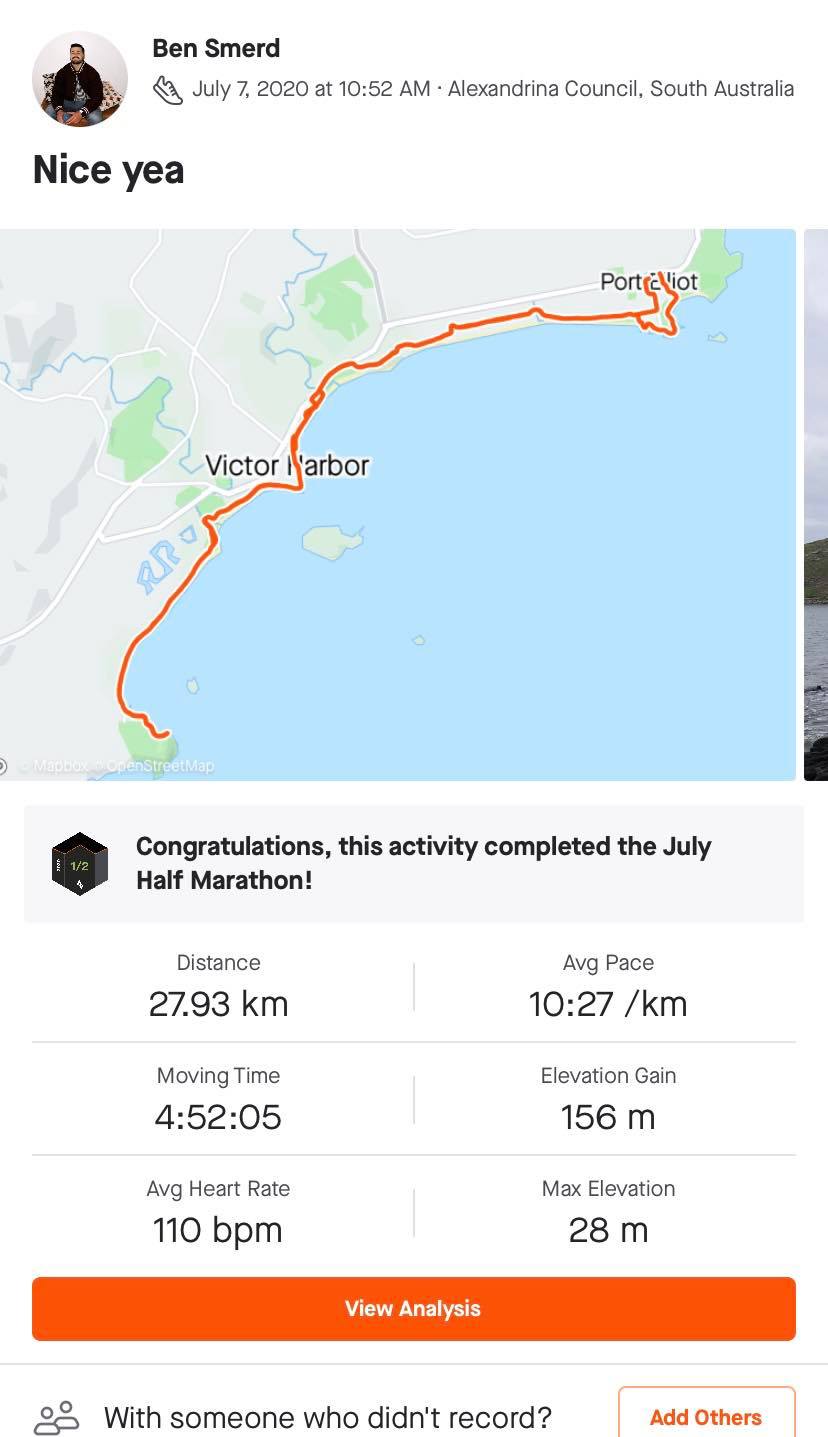 Ben Smerd
July 7, 2020 at 10:52 AM · Alexandrina Council, South Australia
Nice yea
Port Elliot
Victor Harbor
© Mapbox © OpenStreetMap
1/2
Congratulations, this activity completed the July
Half Marathon!
Distance
Avg Pace
27.93 km
10:27 /km
Moving Time
Elevation Gain
4:52:05
156 m
Avg Heart Rate
Max Elevation
110 bpm
28 m
View Analysis
With someone who didn't record?
Add Others